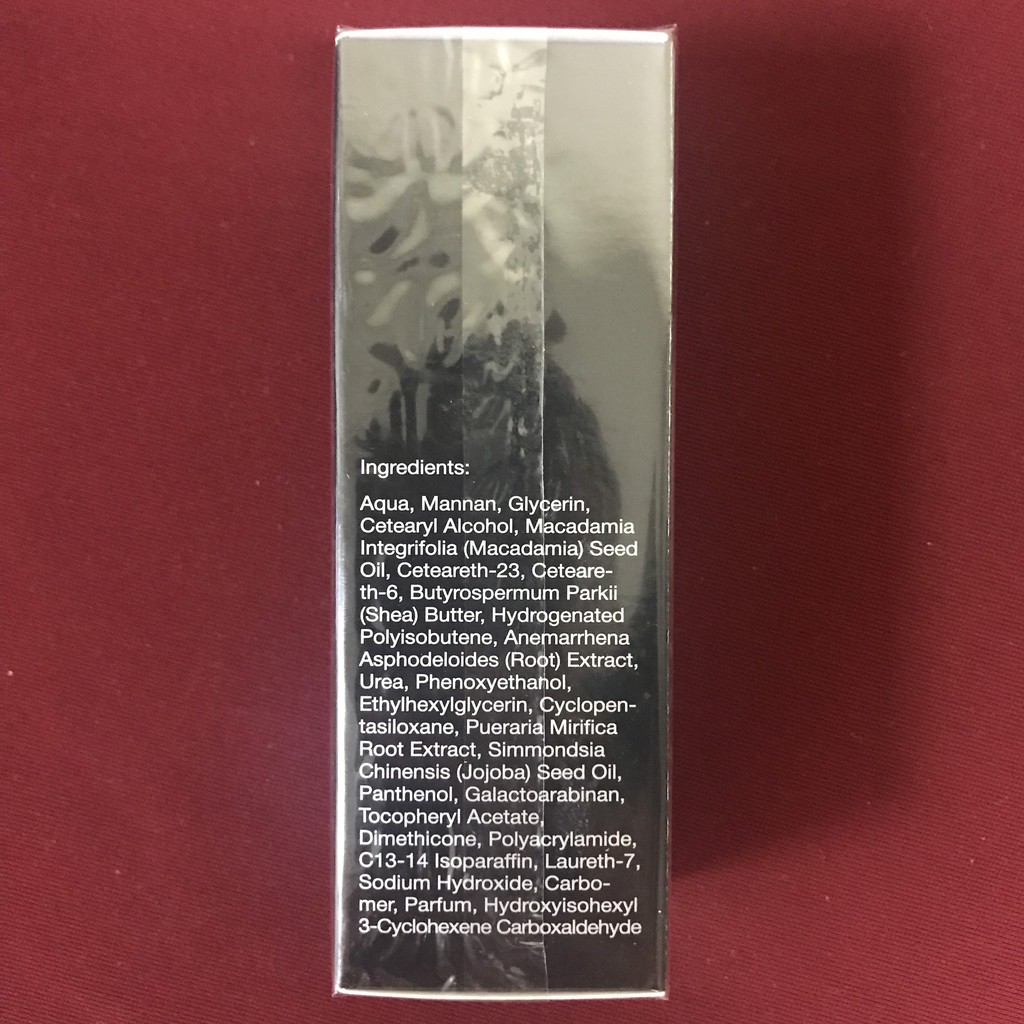 Ingredients:
Aqua, Mannan, Glycerin,
Cetearyl Alcohol, Macadamia
Integrifolia (Macadamia) Seed
Oil, Ceteareth-23, Ceteare-
th-6, Butyrospermum Parkii
(Shea) Butter, Hydrogenated
Polyisobutene, Anemarrhena
Asphodeloides (Root) Extract,
Urea, Phenoxyethanol,
Ethylhexylglycerin, Cyclopen-
tasiloxane, Pueraria Mirifica
Root Extract, Simmondsia
Chinensis (Jojoba) Seed Oil,
Panthenol, Galactoarabinan,
Tocopheryl Acetate,
Dimethicone, Polyacrylamide,
C13-14 Isoparaffin, Laureth-7,
Sodium Hydroxide, Carbo-
mer, Parfum, Hydroxyisohexyl
3-Cyclohexene Carboxaldehyde